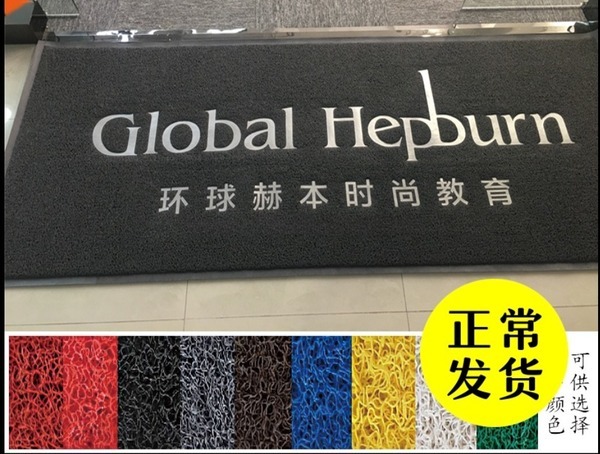 Global Hepburn
环球赫本时尚教育
正常
发货
可供选择
颜色